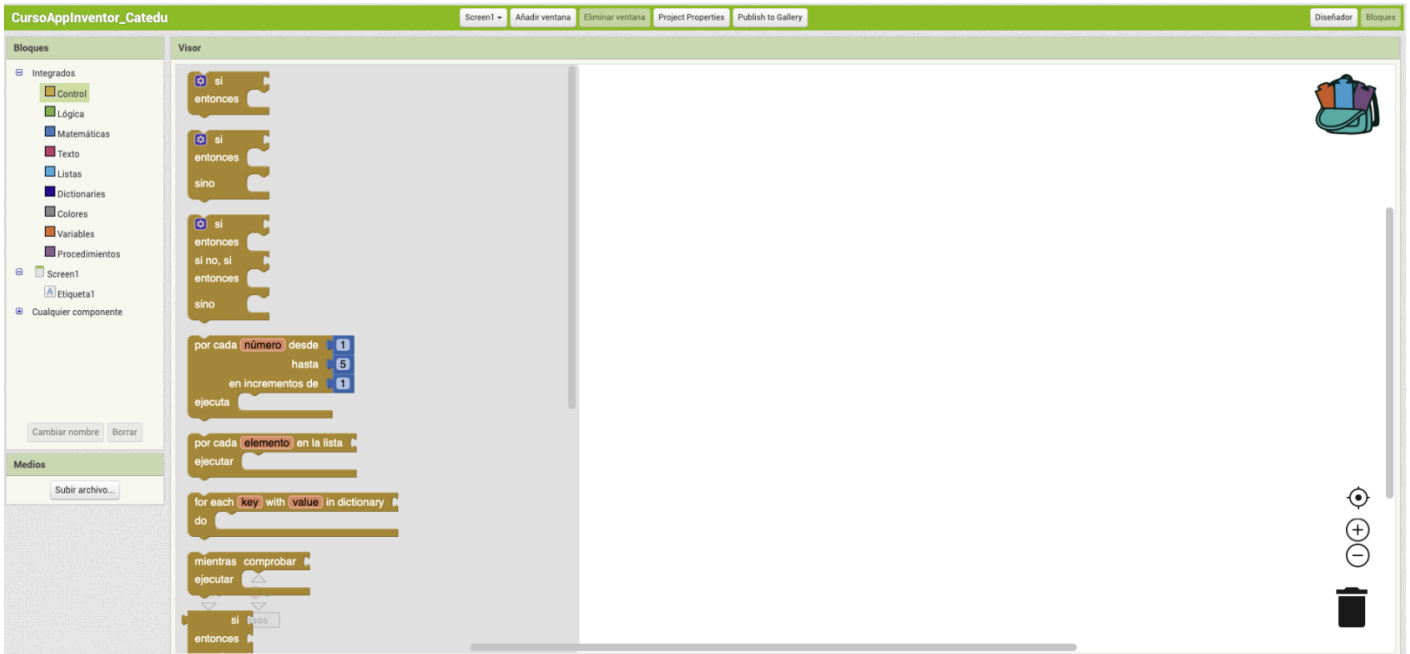 CursoAppInventor_Catedu
Screen1
Añadir ventana
Eliminar ventana
Project Properties
Publish to Gallery
Diseñador
Bloques
Bloques
Integrados
Control
Lógica
Matemáticas
Texto
Listas
Dictionaries
Colores
Variables
Procedimientos
Screen1
Etiqueta1
Cualquier componente
Cambiar nombre
Borrar
Medios
Subir archivo...
Visor
si
entonces
si
entonces
sino
si
entonces
si no, si
entonces
sino
por cada número desde 1
hasta 5
en incrementos de 1
ejecuta
por cada elemento en la lista
ejecutar
for each key with value in dictionary
do
mientras comprobar
ejecutar
si
entonces